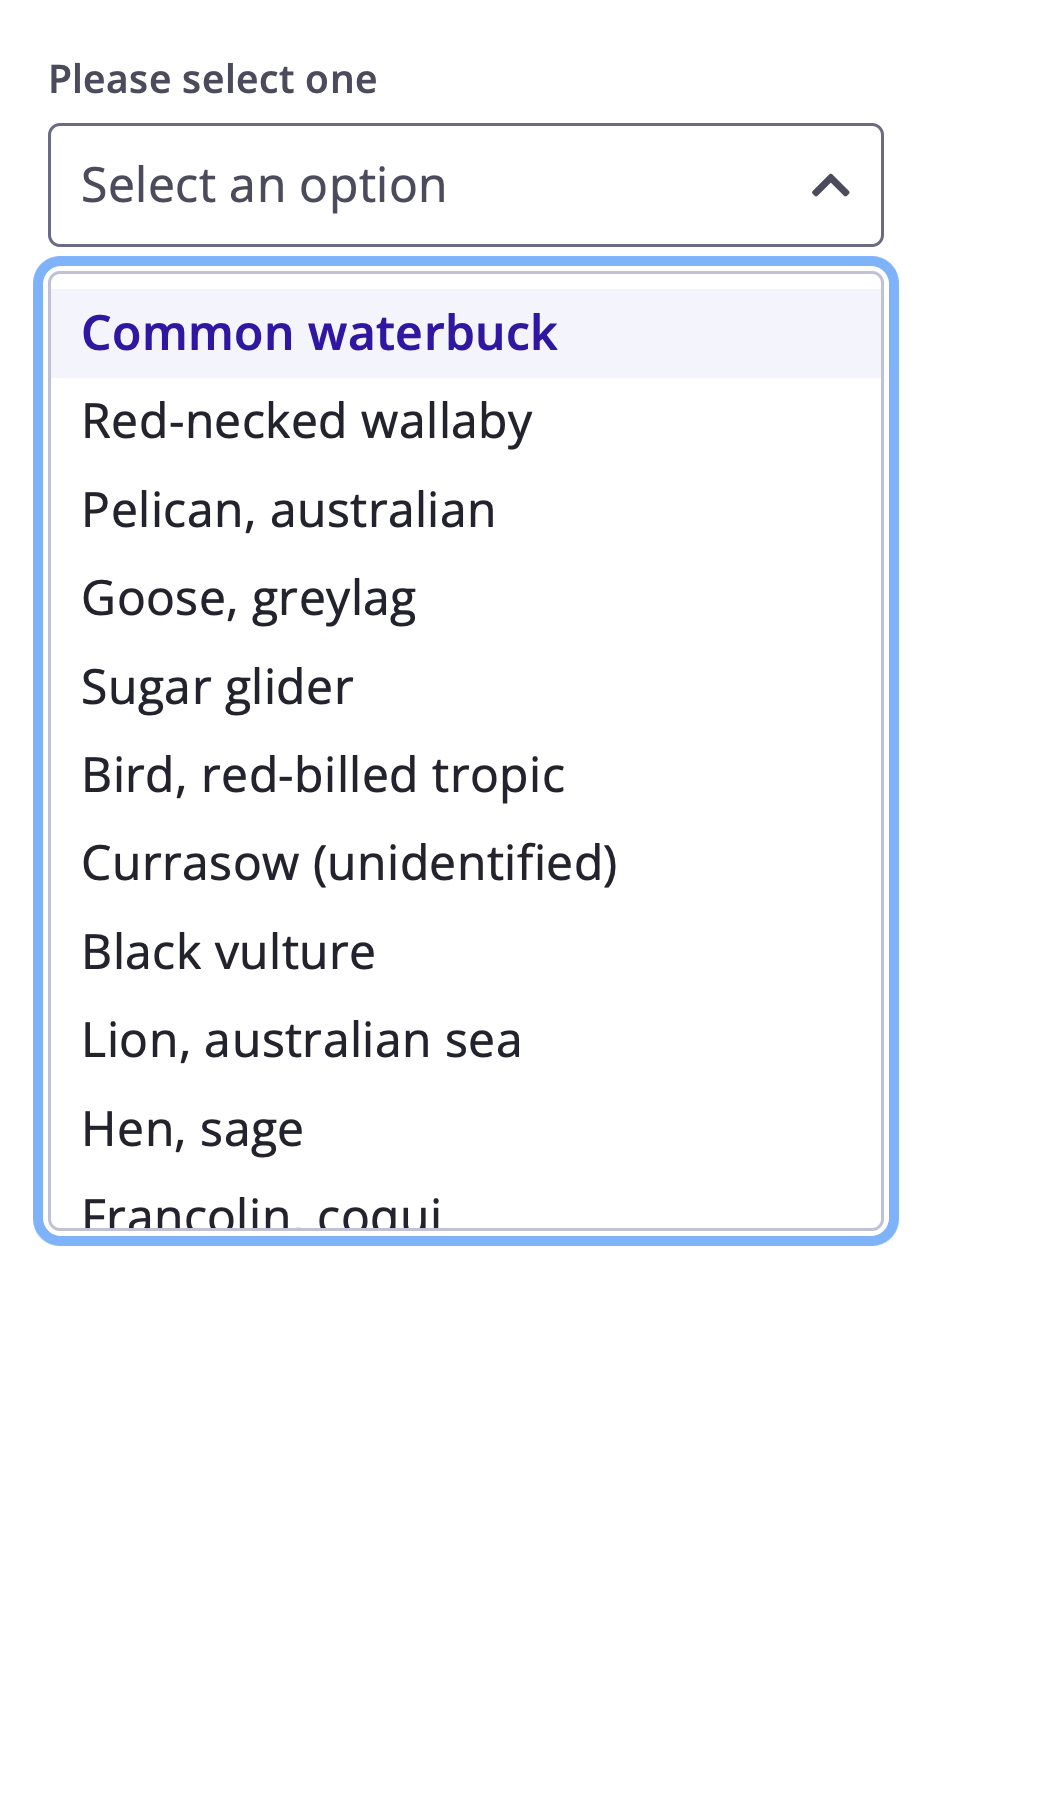 Please select one
Select an option
Common waterbuck
Red-necked wallaby
Pelican, australian
Goose, greylag
Sugar glider
Bird, red-billed tropic
Currasow (unidentified)
Black vulture
Lion, australian sea
Hen, sage
Francolin, coqui